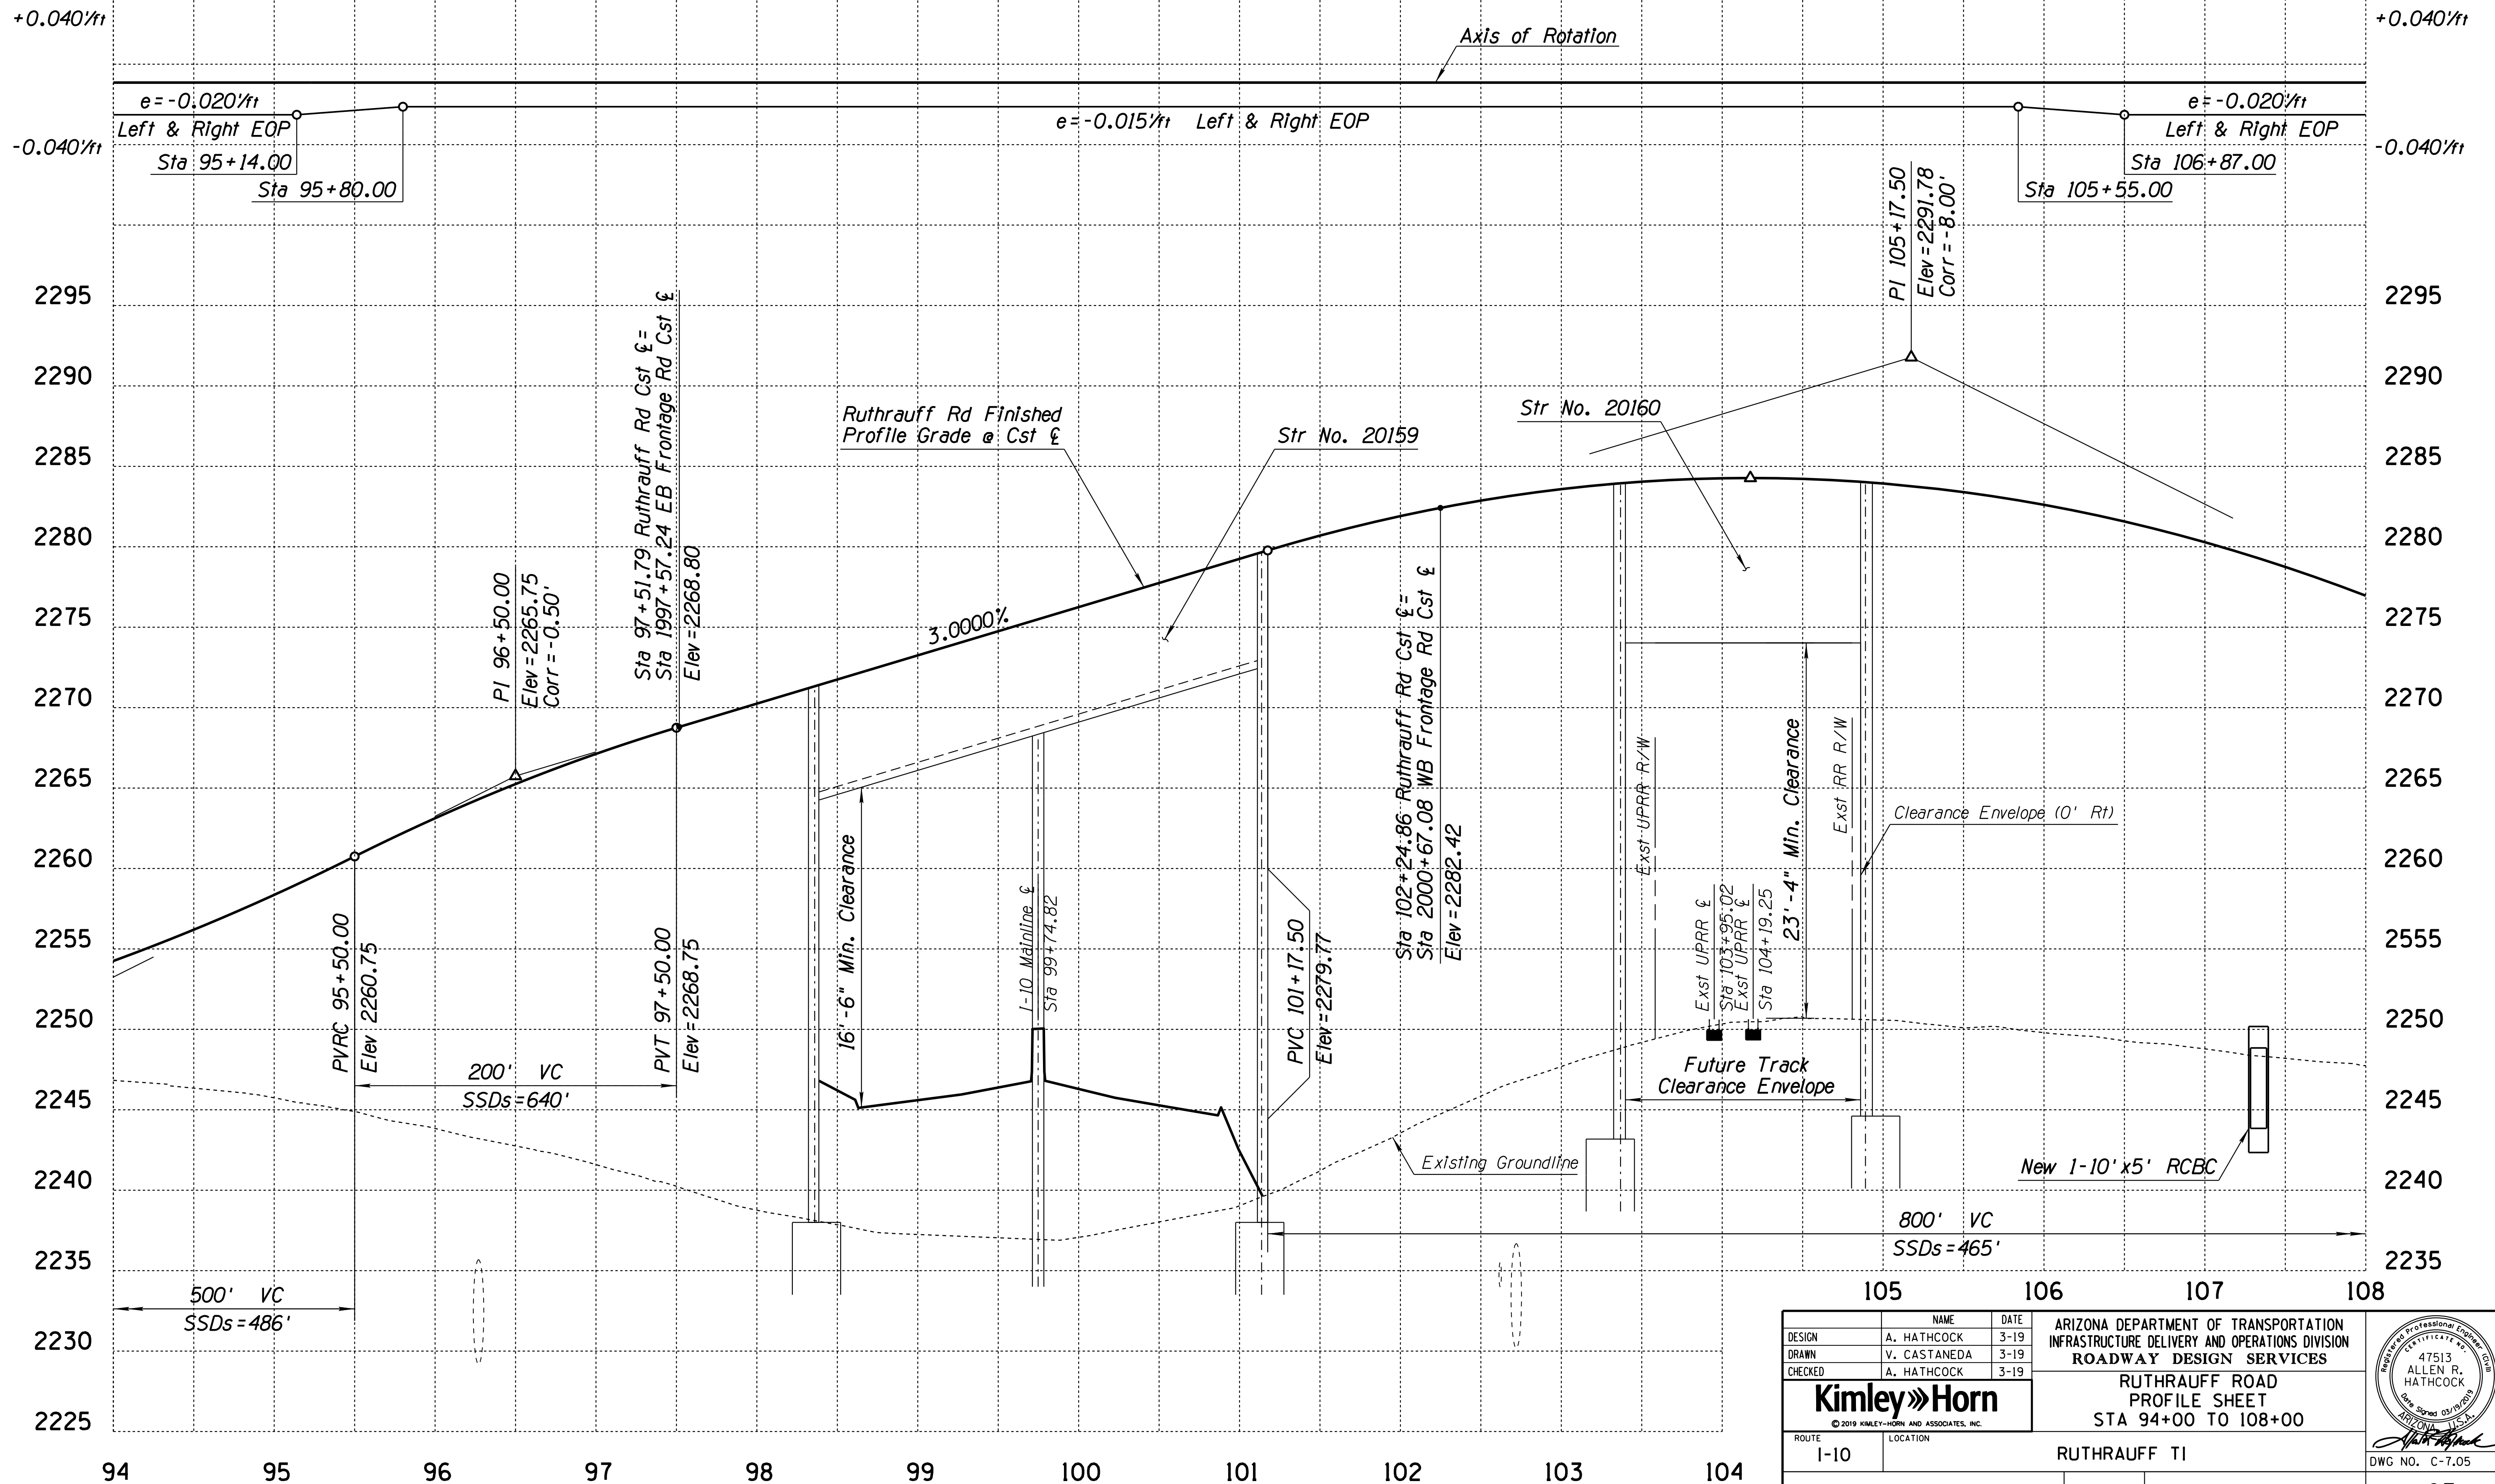 +0.040'/ft
+0.040'/ft
Axis of Rotation
e=-0.020'/ft
Left & Right EOP
e=-0.015'/ft Left & Right EOP
e=-0.020'/ft
Left & Right EOP
-0.040'/ft
-0.040'/ft
Sta 95+14.00
Sta 95+80.00
Sta 106+87.00
Sta 105+55.00
PI 105+17.50
Elev=2291.78
Corr=-8.00'
2295
2290
2285
2280
2275
2270
2265
2260
2255
2250
2245
2240
2235
2230
2225
2295
2290
2285
2280
2275
2270
2265
2260
2555
2250
2245
2240
2235
Sta 97+51.79 Ruthrauff Rd Cst ℄=
Sta 1997+57.24 EB Frontage Rd Cst ℄
Elev=2268.80
PI 96+50.00
Elev=2265.75
Corr=-0.50'
Ruthrauff Rd Finished
Profile Grade @ Cst ℄
Str No. 20159
Str No. 20160
3.0000%
Sta 102+24.86 Ruthrauff Rd Cst ℄=
Sta 2000+67.08 WB Frontage Rd Cst ℄
Elev=2282.42
PVRC 95+50.00
Elev 2260.75
PVT 97+50.00
Elev=2268.75
200' VC
SSDs=640'
16'-6" Min. Clearance
I-10 Mainline ℄
Sta 99+74.82
PVC 101+17.50
Elev=2279.77
Exst UPRR R/W
Exst UPRR ℄
Sta 103+95.02
Exst UPRR ℄
Sta 104+19.25
23'-4" Min. Clearance
Exst RR R/W
Clearance Envelope (0' Rt)
Future Track
Clearance Envelope
Existing Groundline
New 1-10'x5' RCBC
800' VC
SSDs=465'
500' VC
SSDs=486'
105 106 107 108
94 95 96 97 98 99 100 101 102 103 104
NAME DATE
DESIGN A. HATHCOCK 3-19
DRAWN V. CASTANEDA 3-19
CHECKED A. HATHCOCK 3-19
Kimley»Horn
© 2019 KIMLEY-HORN AND ASSOCIATES, INC.
ARIZONA DEPARTMENT OF TRANSPORTATION
INFRASTRUCTURE DELIVERY AND OPERATIONS DIVISION
ROADWAY DESIGN SERVICES
RUTHRAUFF ROAD
PROFILE SHEET
STA 94+00 TO 108+00
ROUTE
I-10
LOCATION
RUTHRAUFF TI
Registered Professional Engineer (Civil)
CERTIFICATE NO.
47513
ALLEN R.
HATHCOCK
Date Signed 03/19/2019
ARIZONA, U.S.A.
DWG NO. C-7.05